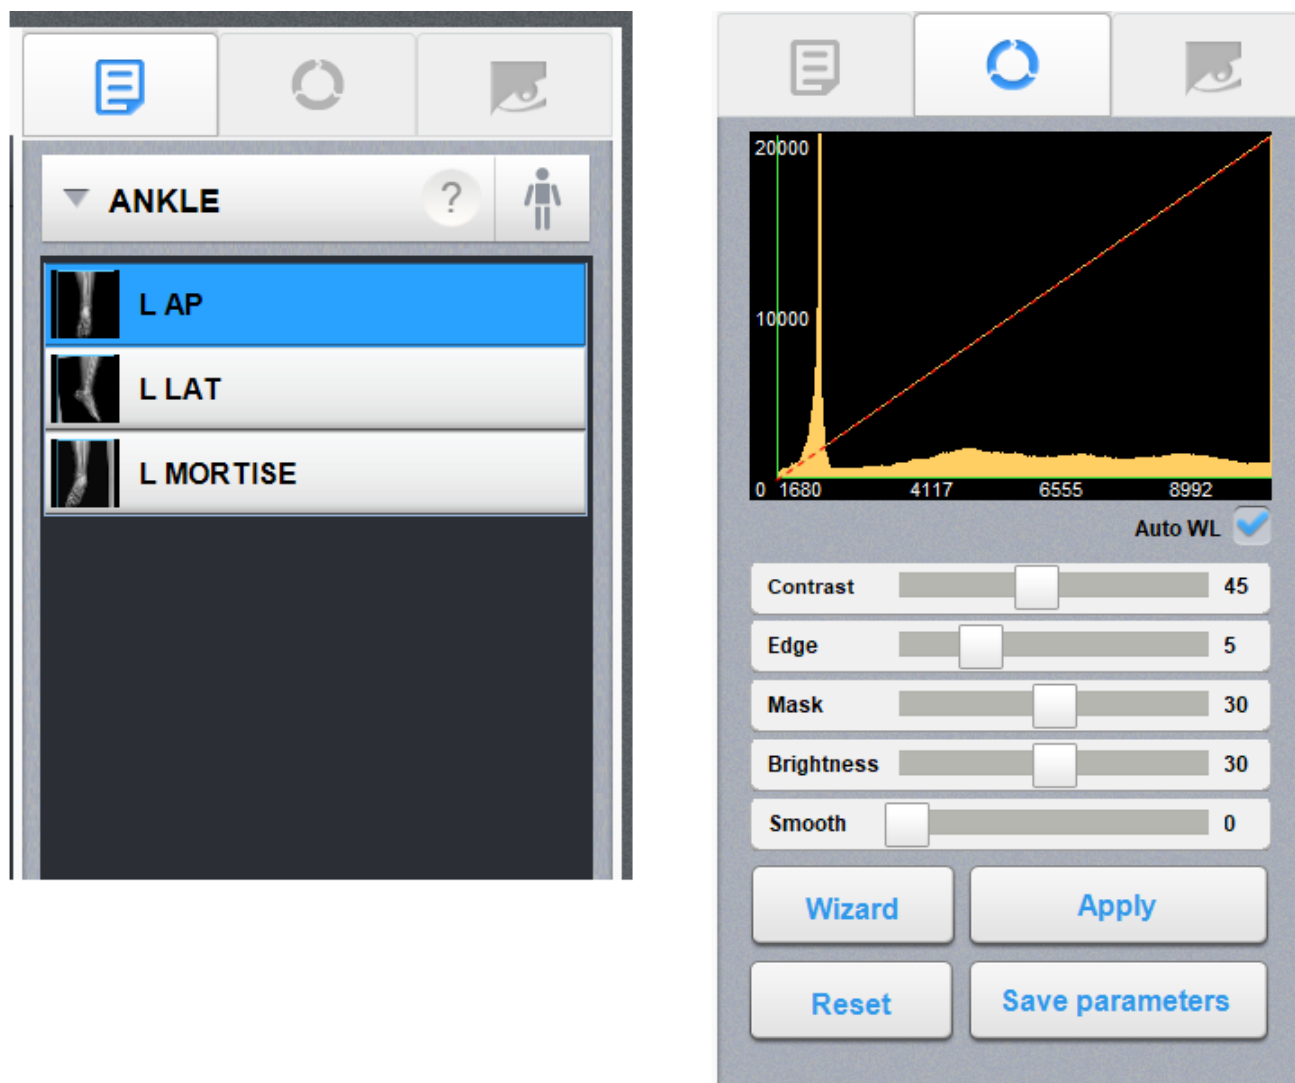 ANKLE ?
L AP
L LAT
L MORTISE
20000
10000
0 1680 4117 6555 8992
Auto WL
Contrast 45
Edge 5
Mask 30
Brightness 30
Smooth 0
Wizard Apply
Reset Save parameters